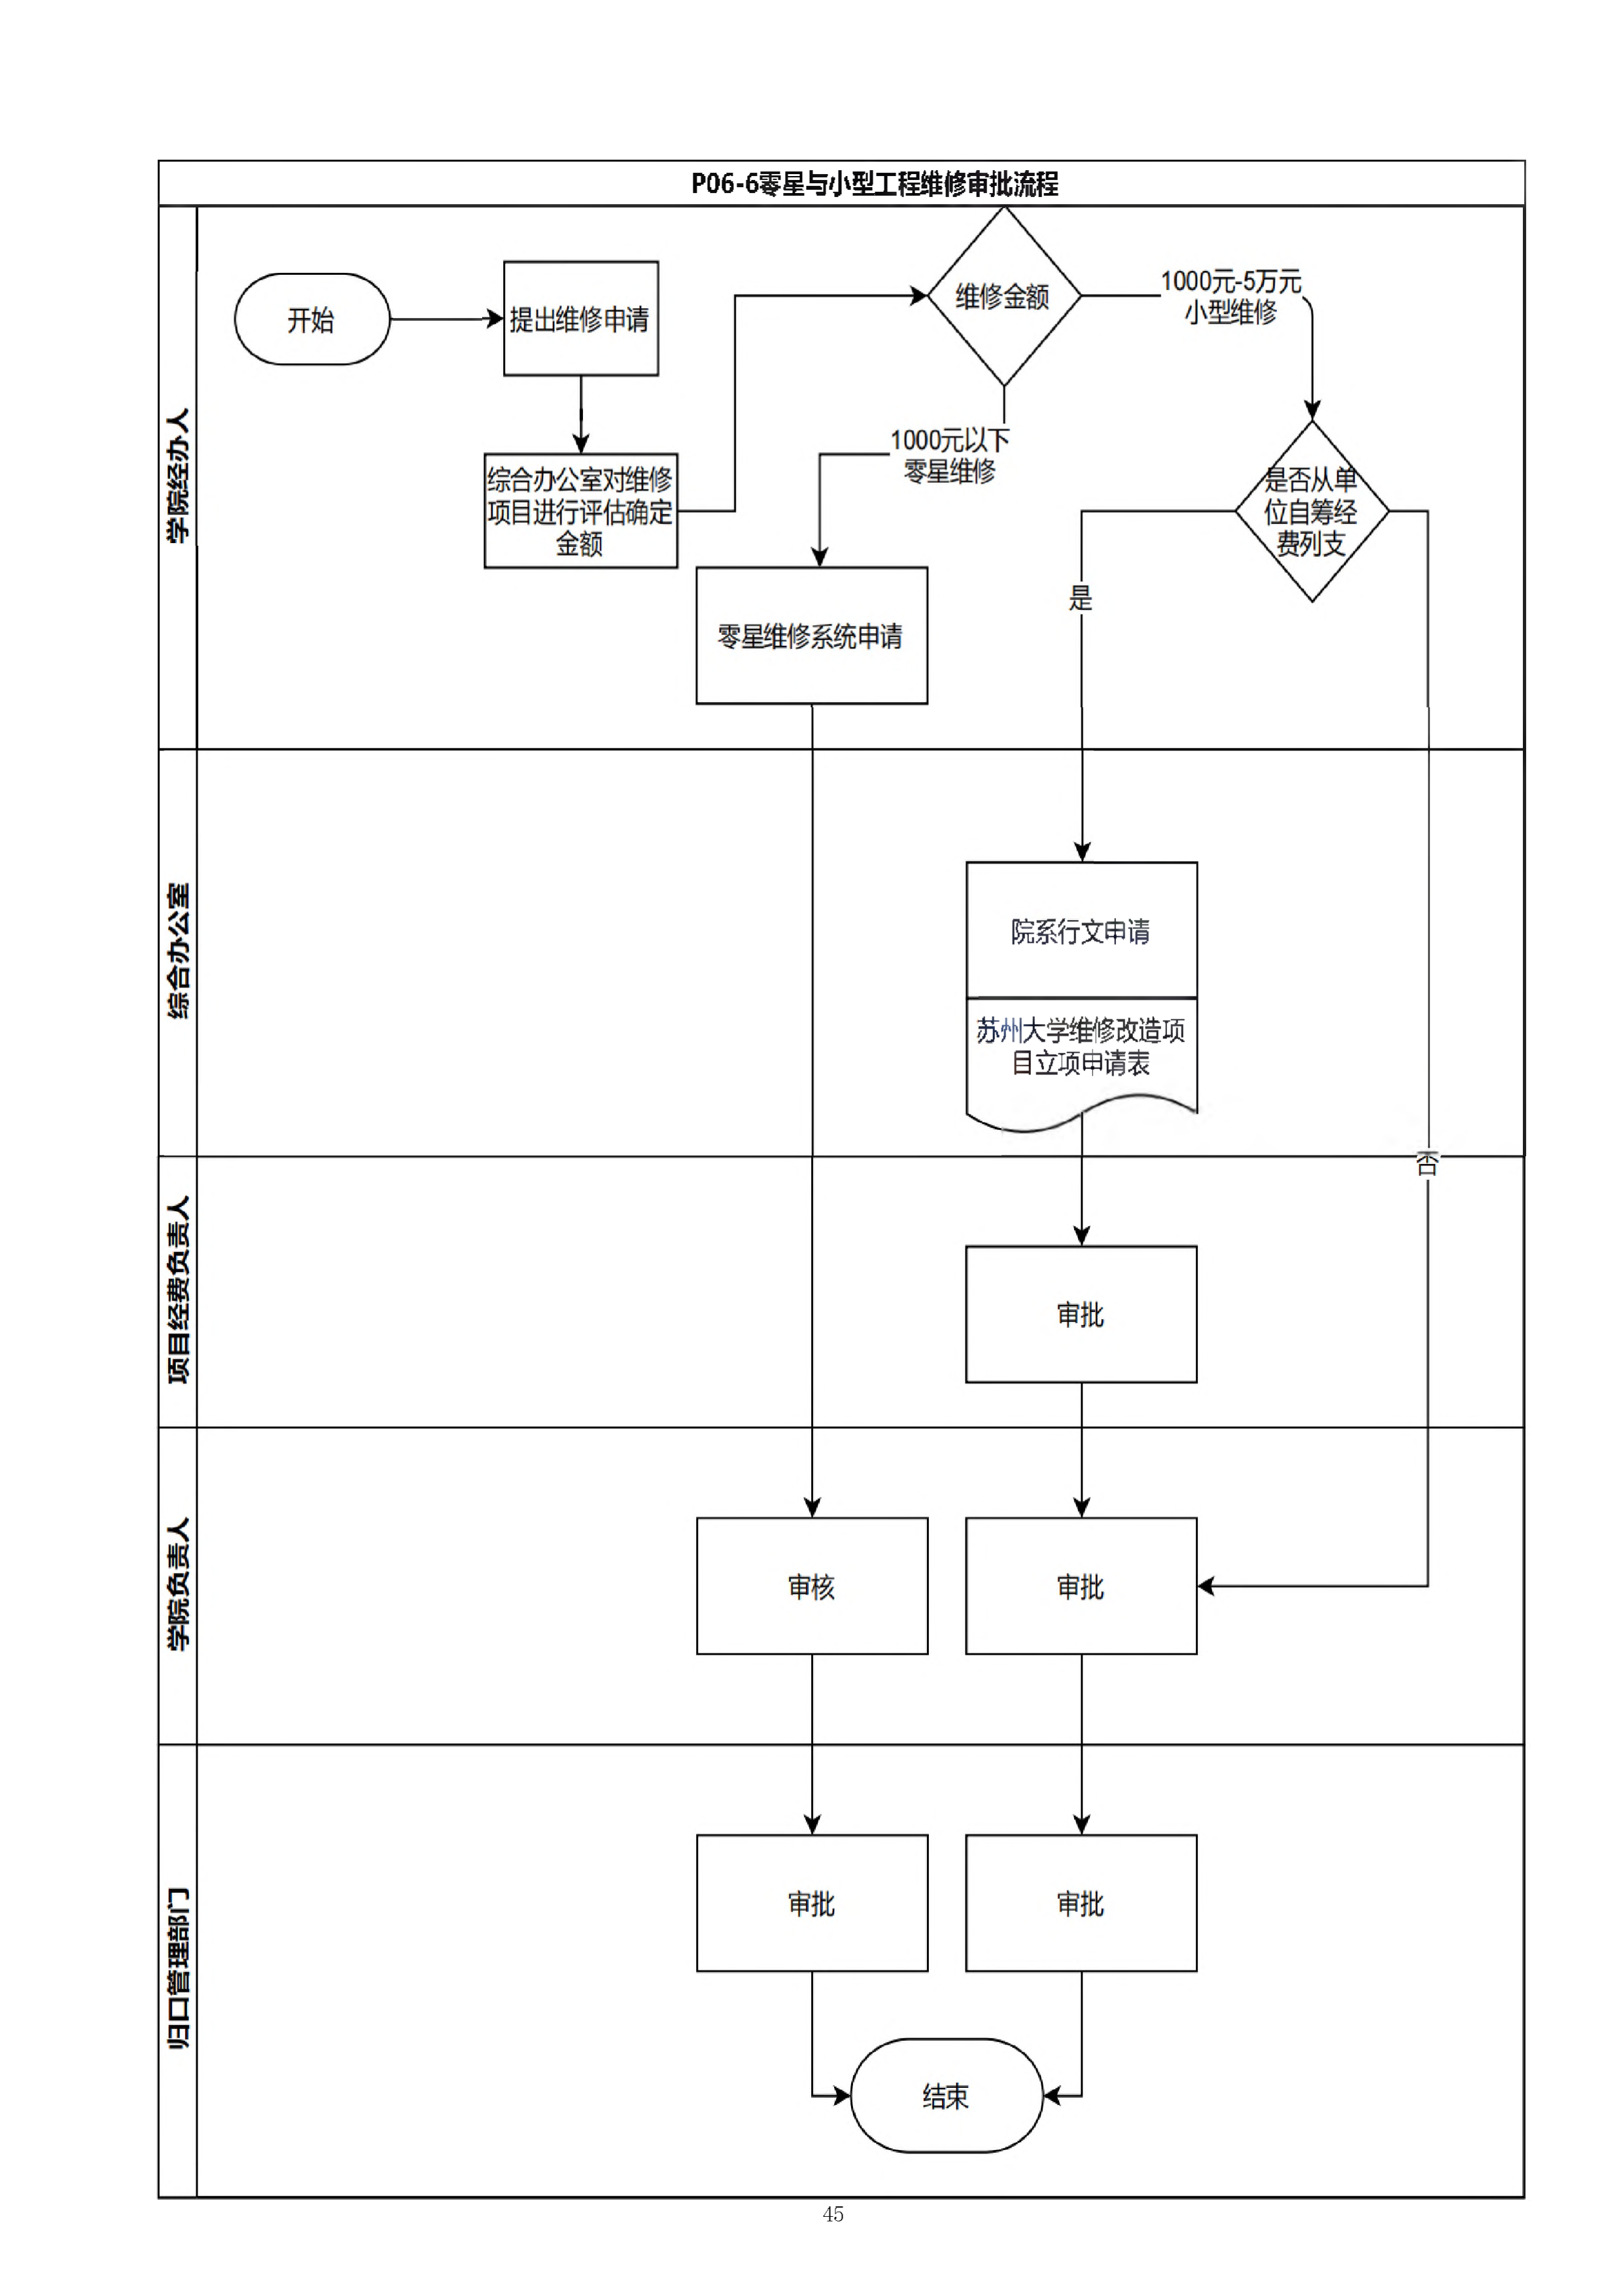 P06-6零星与小型工程维修审批流程
学院经办人
开始
提出维修申请
综合办公室对维修
项目进行评估确定
金额
维修金额
1000元-5万元
小型维修
1000元以下
零星维修
是否从单
位自筹经
费列支
是
零星维修系统申请
综合办公室
院系行文申请
苏州大学维修改造项
目立项申请表
否
项目经费负责人
审批
学院负责人
审核
审批
归口管理部门
审批
审批
结束
45